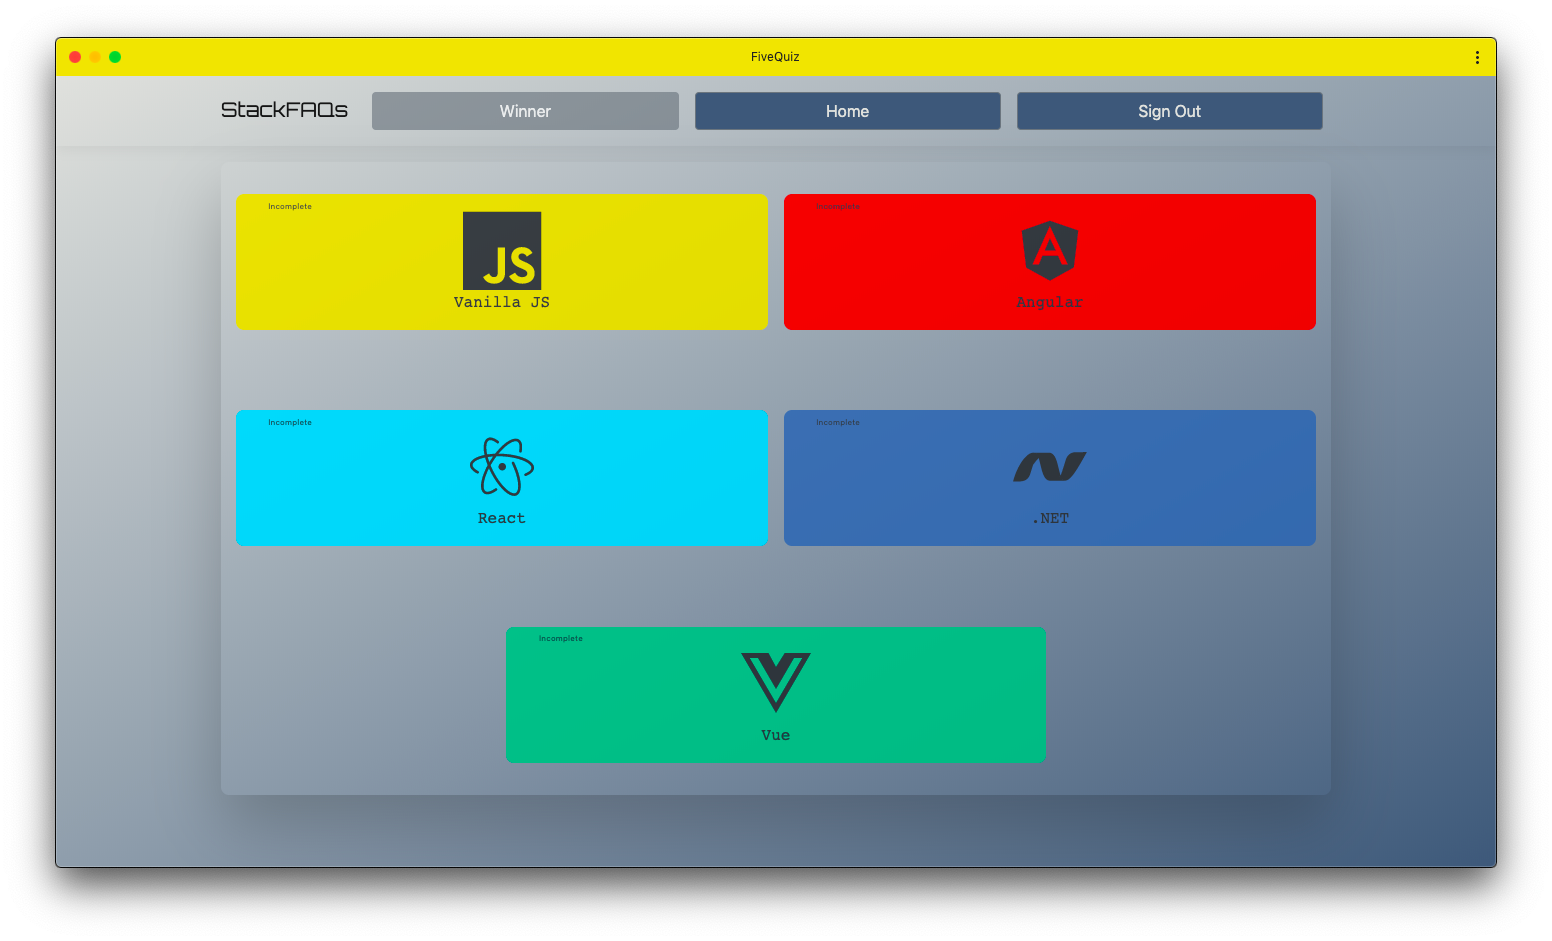 FiveQuiz
StackFAQs
Winner
Home
Sign Out
Incomplete
JS
Vanilla JS
Incomplete
Angular
Incomplete
React
Incomplete
.NET
Incomplete
Vue